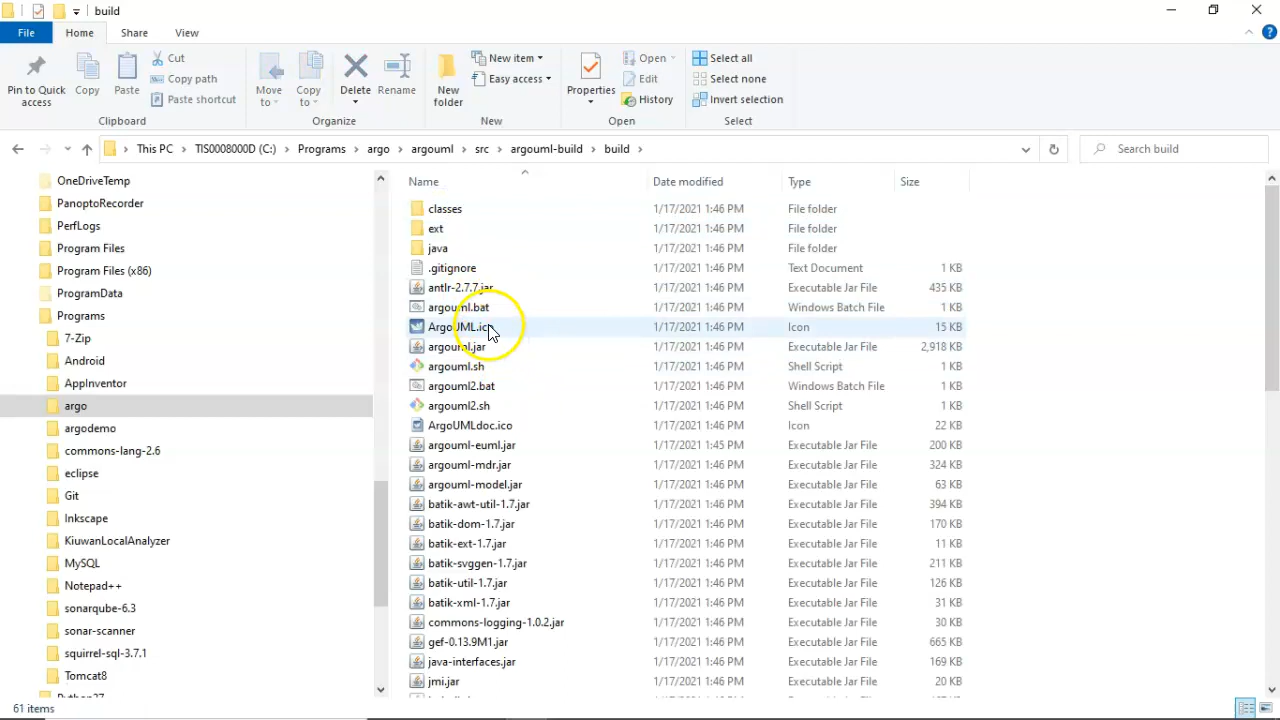 build
File Home Share View
Pin to Quick access
Copy
Paste
Cut
Copy path
Paste shortcut
Clipboard
Move to
Copy to
Delete
Rename
Organize
New folder
New item
Easy access
New
Properties
Open
Edit
History
Open
Select all
Select none
Invert selection
Select
This PC TIS0008000D (C:) Programs argo argouml src argouml-build build
Search build
OneDriveTemp
PanoptoRecorder
PerfLogs
Program Files
Program Files (x86)
ProgramData
Programs
7-Zip
Android
AppInventor
argo
argodemo
commons-lang-2.6
eclipse
Git
Inkscape
KiuwanLocalAnalyzer
MySQL
Notepad++
sonarqube-6.3
sonar-scanner
squirrel-sql-3.7.1
Tomcat8
Name Date modified Type Size
classes 1/17/2021 1:46 PM File folder
ext 1/17/2021 1:46 PM File folder
java 1/17/2021 1:46 PM File folder
.gitignore 1/17/2021 1:46 PM Text Document 1 KB
antlr-2.7.7.jar 1/17/2021 1:46 PM Executable Jar File 435 KB
argouml.bat 1/17/2021 1:46 PM Windows Batch File 1 KB
ArgoUML.ico 1/17/2021 1:46 PM Icon 15 KB
argouml.jar 1/17/2021 1:46 PM Executable Jar File 2,918 KB
argouml.sh 1/17/2021 1:46 PM Shell Script 1 KB
argouml2.bat 1/17/2021 1:46 PM Windows Batch File 1 KB
argouml2.sh 1/17/2021 1:46 PM Shell Script 1 KB
ArgoUMLdoc.ico 1/17/2021 1:46 PM Icon 22 KB
argouml-euml.jar 1/17/2021 1:45 PM Executable Jar File 200 KB
argouml-mdr.jar 1/17/2021 1:46 PM Executable Jar File 324 KB
argouml-model.jar 1/17/2021 1:46 PM Executable Jar File 63 KB
batik-awt-util-1.7.jar 1/17/2021 1:46 PM Executable Jar File 394 KB
batik-dom-1.7.jar 1/17/2021 1:46 PM Executable Jar File 170 KB
batik-ext-1.7.jar 1/17/2021 1:46 PM Executable Jar File 11 KB
batik-svggen-1.7.jar 1/17/2021 1:46 PM Executable Jar File 211 KB
batik-util-1.7.jar 1/17/2021 1:46 PM Executable Jar File 126 KB
batik-xml-1.7.jar 1/17/2021 1:46 PM Executable Jar File 31 KB
commons-logging-1.0.2.jar 1/17/2021 1:46 PM Executable Jar File 30 KB
gef-0.13.9M1.jar 1/17/2021 1:46 PM Executable Jar File 665 KB
java-interfaces.jar 1/17/2021 1:46 PM Executable Jar File 169 KB
jmi.jar 1/17/2021 1:46 PM Executable Jar File 20 KB
61 items